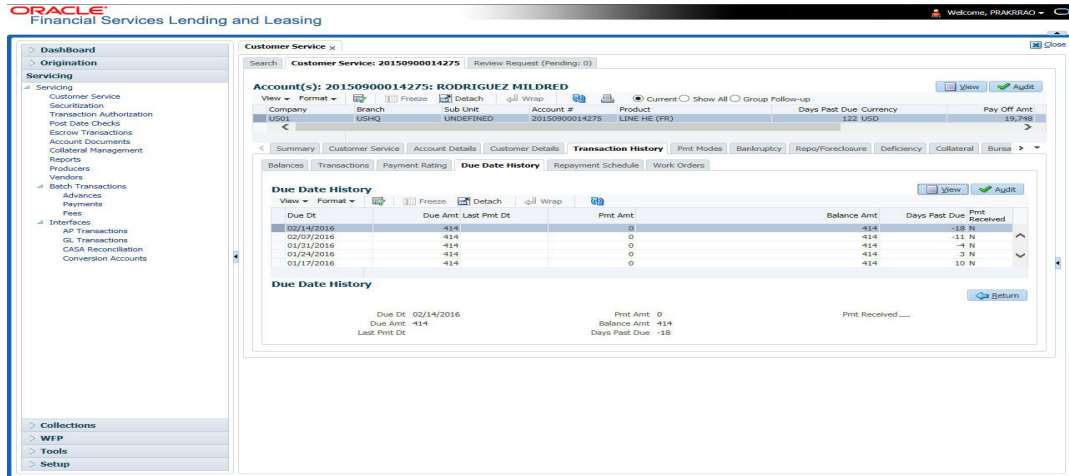 ORACLE
Financial Services Lending and Leasing
Welcome, PRAKRRAO
Close
DashBoard
Origination
Servicing
Servicing
Customer Service
Securitization
Transaction Authorization
Post Date Checks
Escrow Transactions
Account Documents
Collateral Management
Reports
Producers
Vendors
Batch Transactions
Advances
Payments
Fees
Interfaces
AP Transactions
GL Transactions
CASA Reconciliation
Conversion Accounts
Collections
WFP
Tools
Setup
Customer Service x
Search Customer Service: 20150900014275 Review Request (Pending: 0)
Account(s): 20150900014275: RODRIGUEZ MILDRED
View Audit
View Format Freeze Detach Wrap Current Show All Group Follow-up
Company Branch Sub Unit Account # Product Days Past Due Currency Pay Off Amt
US01 USHQ UNDEFINED 20150900014275 LINE HE (FR) 122 USD 19,748
Summary Customer Service Account Details Customer Details Transaction History Pmt Modes Bankruptcy Repo/Foreclosure Deficiency Collateral Burea
Balances Transactions Payment Rating Due Date History Repayment Schedule Work Orders
Due Date History
View Audit
View Format Freeze Detach Wrap
Due Dt Due Amt Last Pmt Dt Pmt Amt Balance Amt Days Past Due Pmt Received
02/14/2016 414 0 414 -18 N
02/07/2016 414 0 414 -11 N
01/31/2016 414 0 414 -4 N
01/24/2016 414 0 414 3 N
01/17/2016 414 0 414 10 N
Due Date History
Return
Due Dt 02/14/2016 Pmt Amt 0 Pmt Received
Due Amt 414 Balance Amt 414
Last Pmt Dt Days Past Due -18